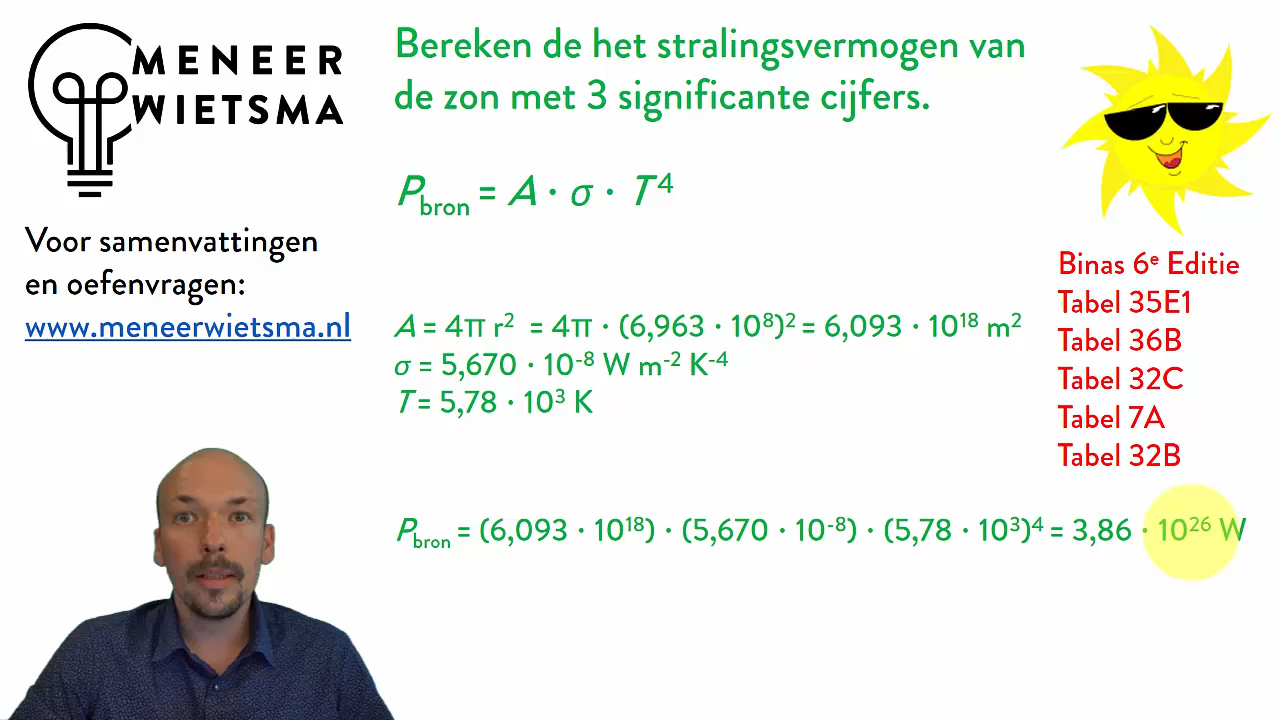 MENEER
WIETSMA
Voor samenvattingen
en oefenvragen:
www.meneerwietsma.nl
Bereken de het stralingsvermogen van
de zon met 3 significante cijfers.
P_bron = A · σ · T⁴
A = 4π r² = 4π · (6,963 · 10⁸)² = 6,093 · 10¹⁸ m²
σ = 5,670 · 10⁻⁸ W m⁻² K⁻⁴
T = 5,78 · 10³ K
P_bron = (6,093 · 10¹⁸) · (5,670 · 10⁻⁸) · (5,78 · 10³)⁴ = 3,86 · 10²⁶ W
Binas 6ᵉ Editie
Tabel 35E1
Tabel 36B
Tabel 32C
Tabel 7A
Tabel 32B